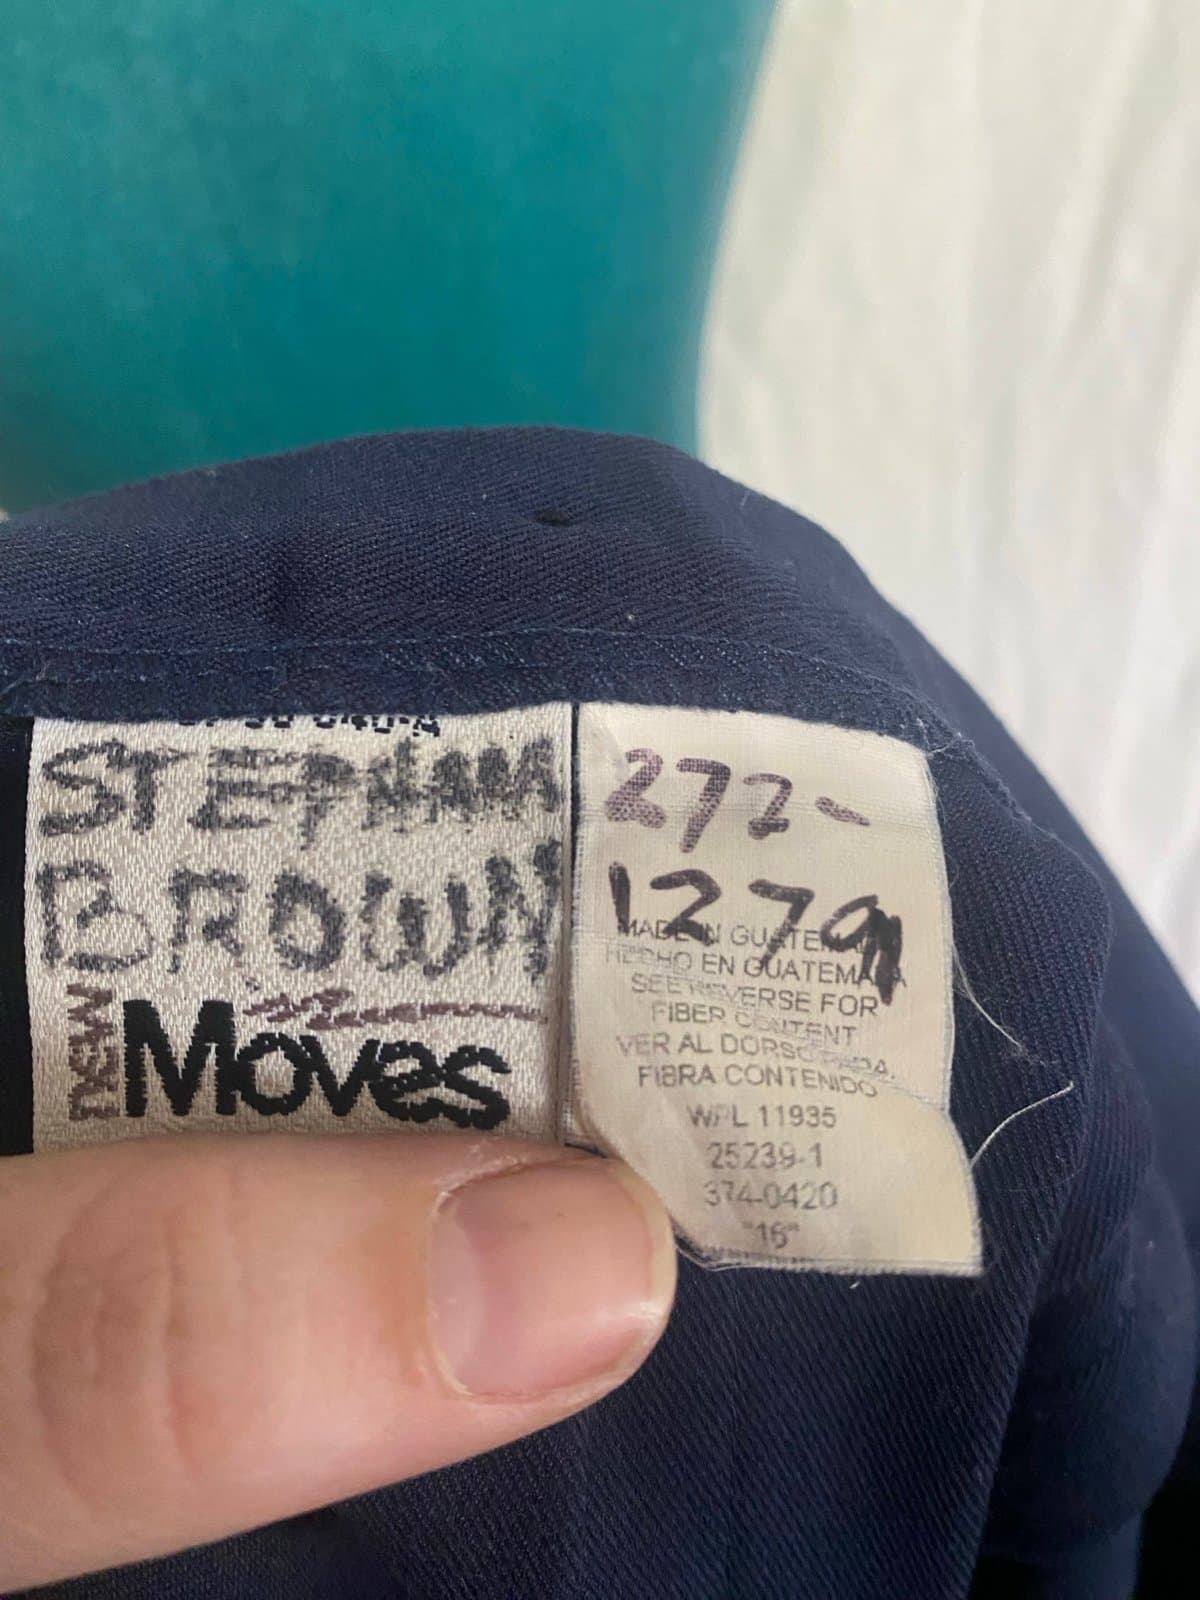 BROWN
NEW Moves
272-
1279
MADE IN GUATEMALA
HECHO EN GUATEMALA
SEE REVERSE FOR
FIBER CONTENT
VER AL DORSO PARA
FIBRA CONTENIDO
WPL 11935
25239-1
374-0420
"16"